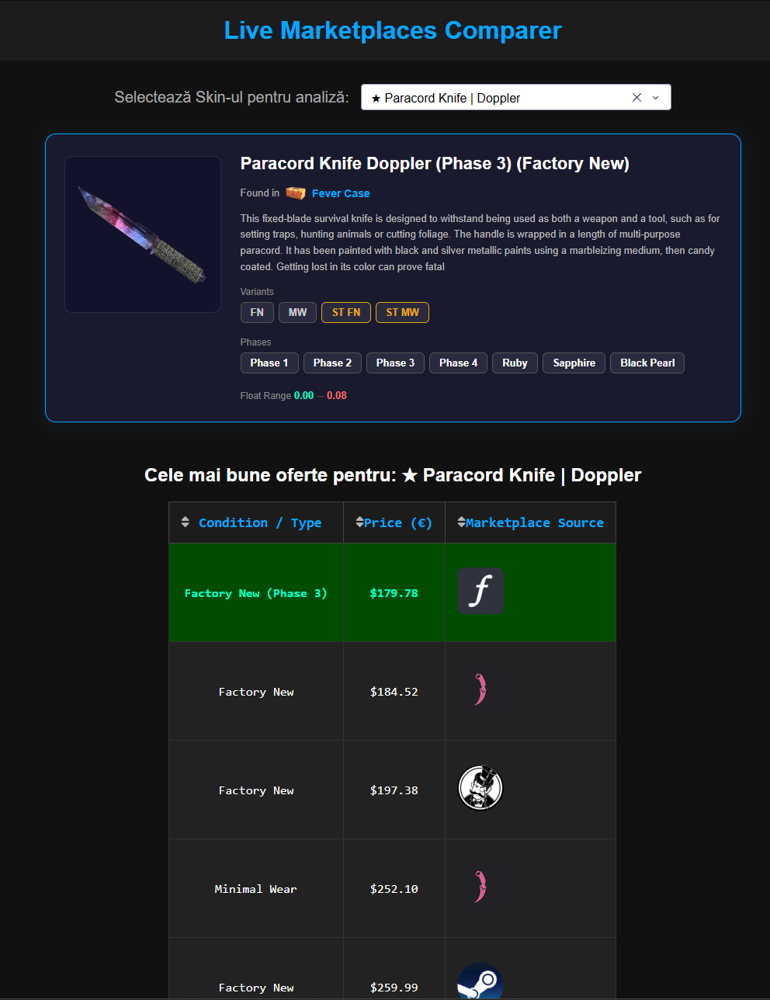 Live Marketplaces Comparer
Selectează Skin-ul pentru analiză:
★ Paracord Knife | Doppler
Paracord Knife Doppler (Phase 3) (Factory New)
Found in Fever Case
This fixed-blade survival knife is designed to withstand being used as both a weapon and a tool, such as for
setting traps, hunting animals or cutting foliage. The handle is wrapped in a length of multi-purpose
paracord. It has been painted with black and silver metallic paints using a marbleizing medium, then candy
coated. Getting lost in its color can prove fatal
Variants
FN MW ST FN ST MW
Phases
Phase 1 Phase 2 Phase 3 Phase 4 Ruby Sapphire Black Pearl
Float Range 0.00 — 0.08
Cele mai bune oferte pentru: ★ Paracord Knife | Doppler
Condition / Type Price (€) Marketplace Source
Factory New (Phase 3) $179.78 f
Factory New $184.52
Factory New $197.38
Minimal Wear $252.10
Factory New $259.99